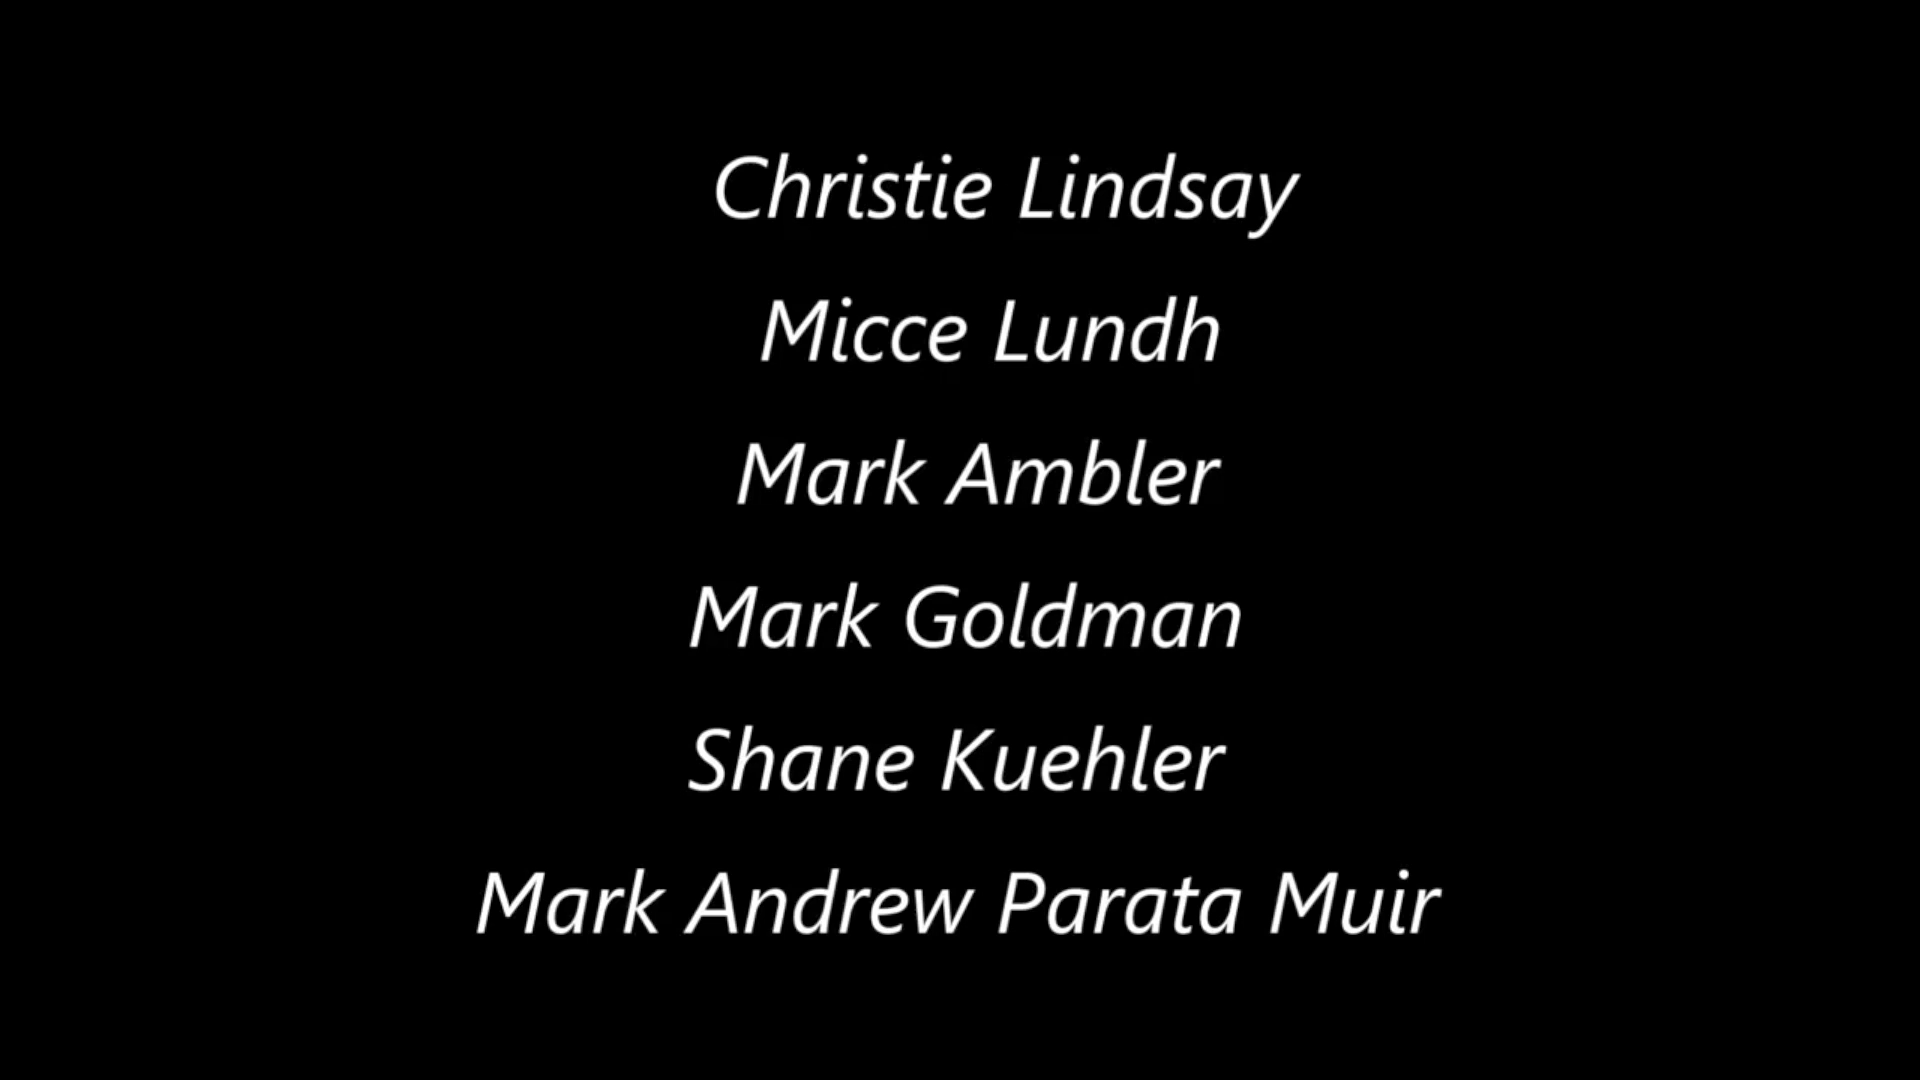 Christie Lindsay
Micce Lundh
Mark Ambler
Mark Goldman
Shane Kuehler
Mark Andrew Parata Muir